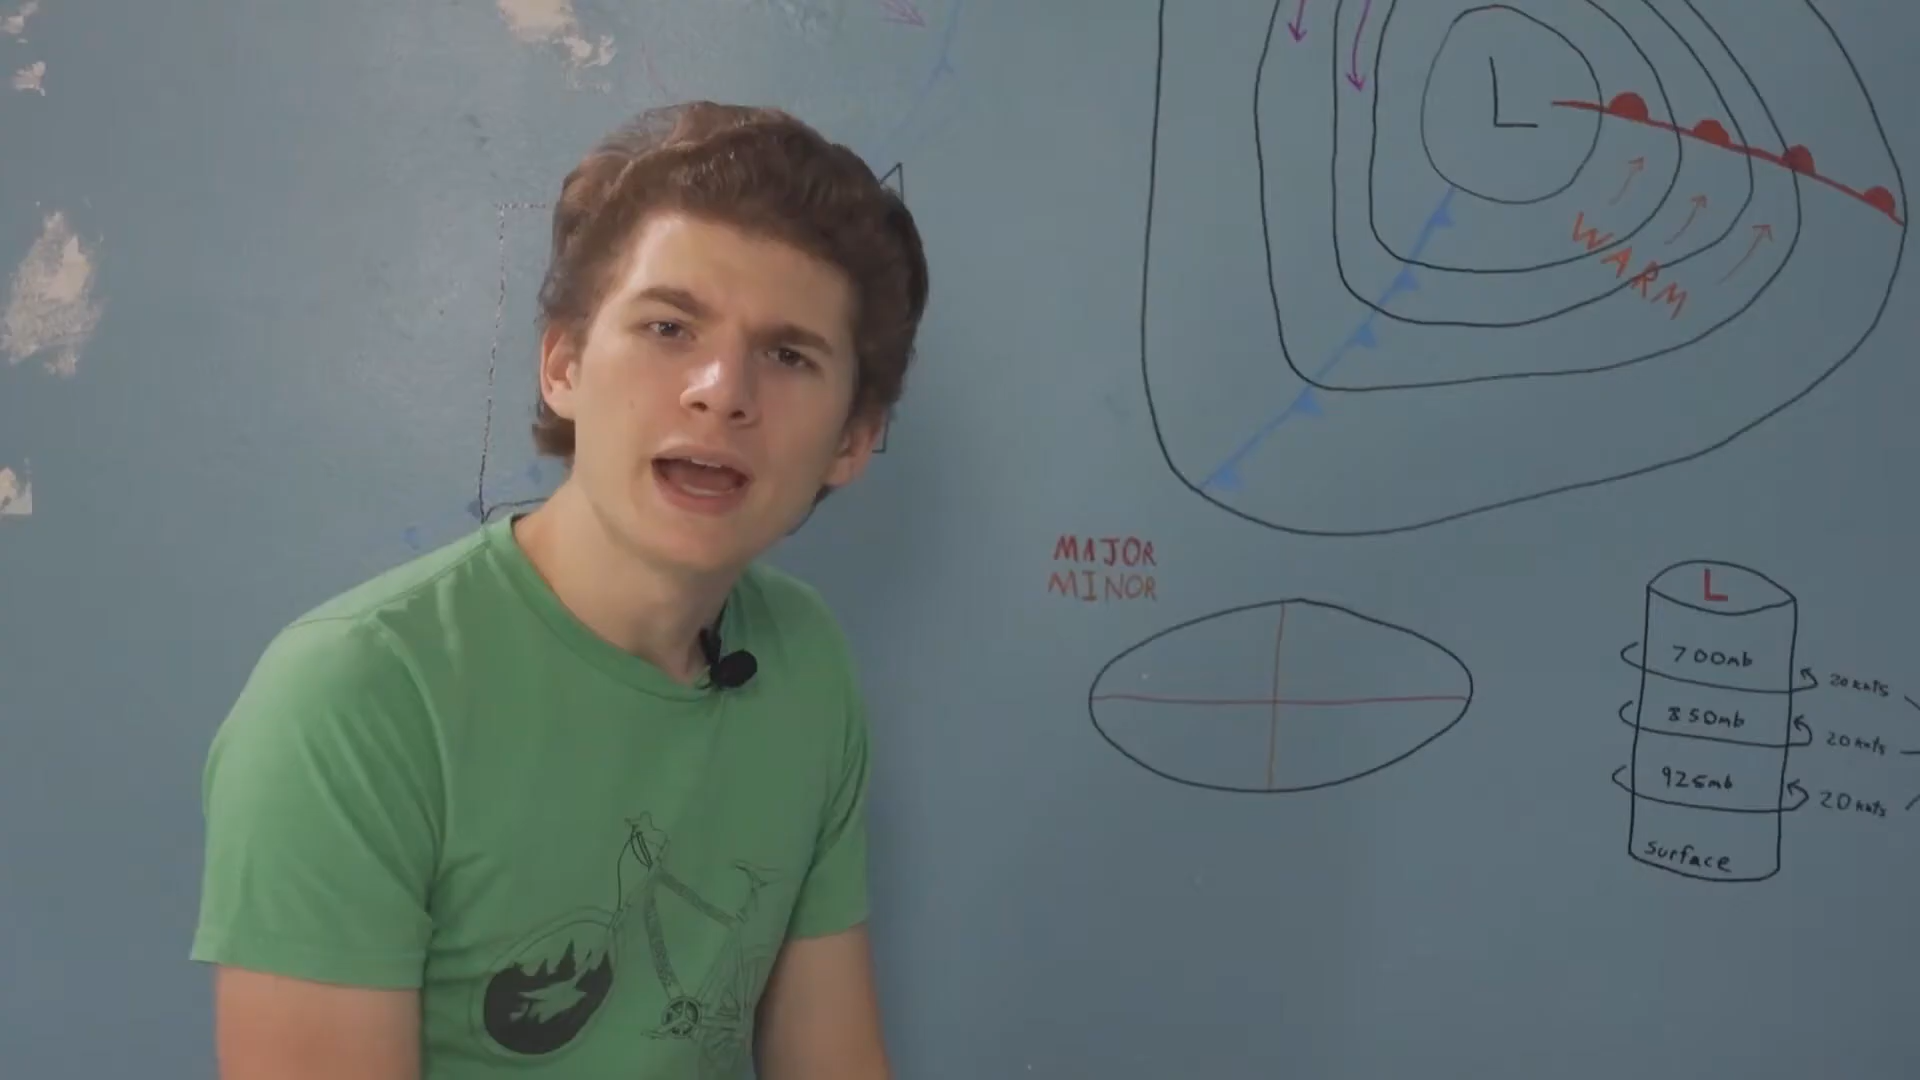 L
WARM
MAJOR
MINOR
L
700mb
20 knts
850mb
20 knts
925mb
20 knts
surface